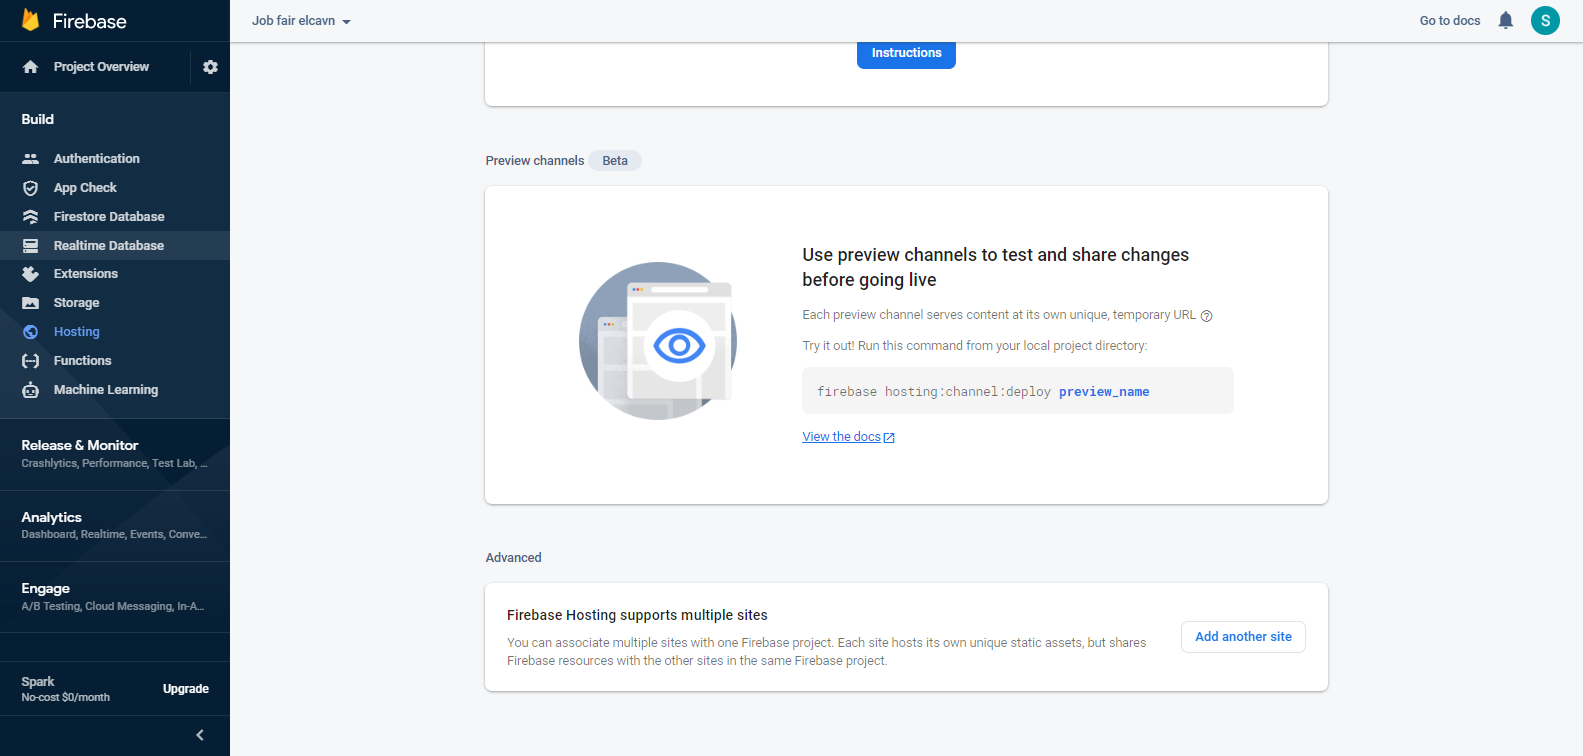 Firebase
Job fair elcavn
Go to docs
S
Project Overview
Build
Authentication
App Check
Firestore Database
Realtime Database
Extensions
Storage
Hosting
Functions
Machine Learning
Release & Monitor
Crashlytics, Performance, Test Lab, ...
Analytics
Dashboard, Realtime, Events, Conve...
Engage
A/B Testing, Cloud Messaging, In-A...
Spark
No-cost $0/month
Upgrade
Instructions
Preview channels Beta
Use preview channels to test and share changes
before going live
Each preview channel serves content at its own unique, temporary URL
Try it out! Run this command from your local project directory:
firebase hosting:channel:deploy preview_name
View the docs
Advanced
Firebase Hosting supports multiple sites
You can associate multiple sites with one Firebase project. Each site hosts its own unique static assets, but shares
Firebase resources with the other sites in the same Firebase project.
Add another site